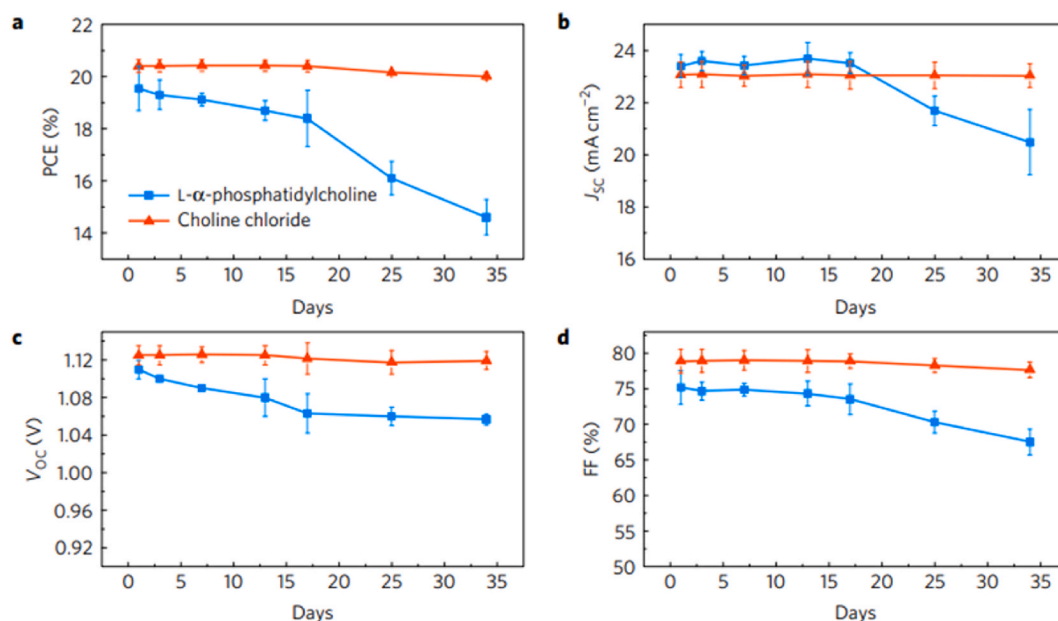 a
22
20
18
16
14
PCE (%)
L-α-phosphatidylcholine
Choline chloride
0 5 10 15 20 25 30 35
Days
b
24
22
20
18
16
JSC (mA cm−2)
0 5 10 15 20 25 30 35
Days
c
1.12
1.08
1.04
1.00
0.96
0.92
VOC (V)
0 5 10 15 20 25 30 35
Days
d
80
75
70
65
60
55
50
FF (%)
0 5 10 15 20 25 30 35
Days